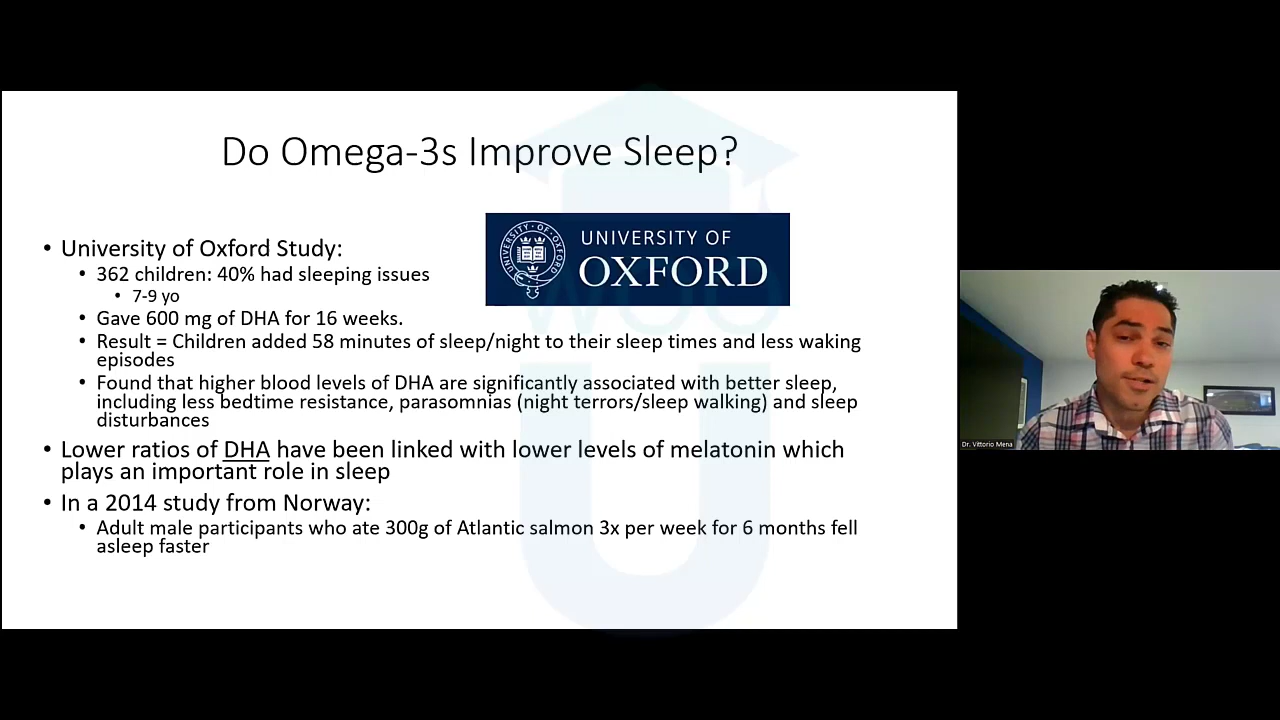 Do Omega-3s Improve Sleep?
UNIVERSITY OF
OXFORD
• University of Oxford Study:
• 362 children: 40% had sleeping issues
• 7-9 yo
• Gave 600 mg of DHA for 16 weeks.
• Result = Children added 58 minutes of sleep/night to their sleep times and less waking
episodes
• Found that higher blood levels of DHA are significantly associated with better sleep,
including less bedtime resistance, parasomnias (night terrors/sleep walking) and sleep
disturbances
• Lower ratios of DHA have been linked with lower levels of melatonin which
plays an important role in sleep
• In a 2014 study from Norway:
• Adult male participants who ate 300g of Atlantic salmon 3x per week for 6 months fell
asleep faster
Dr. Vittorio Mena